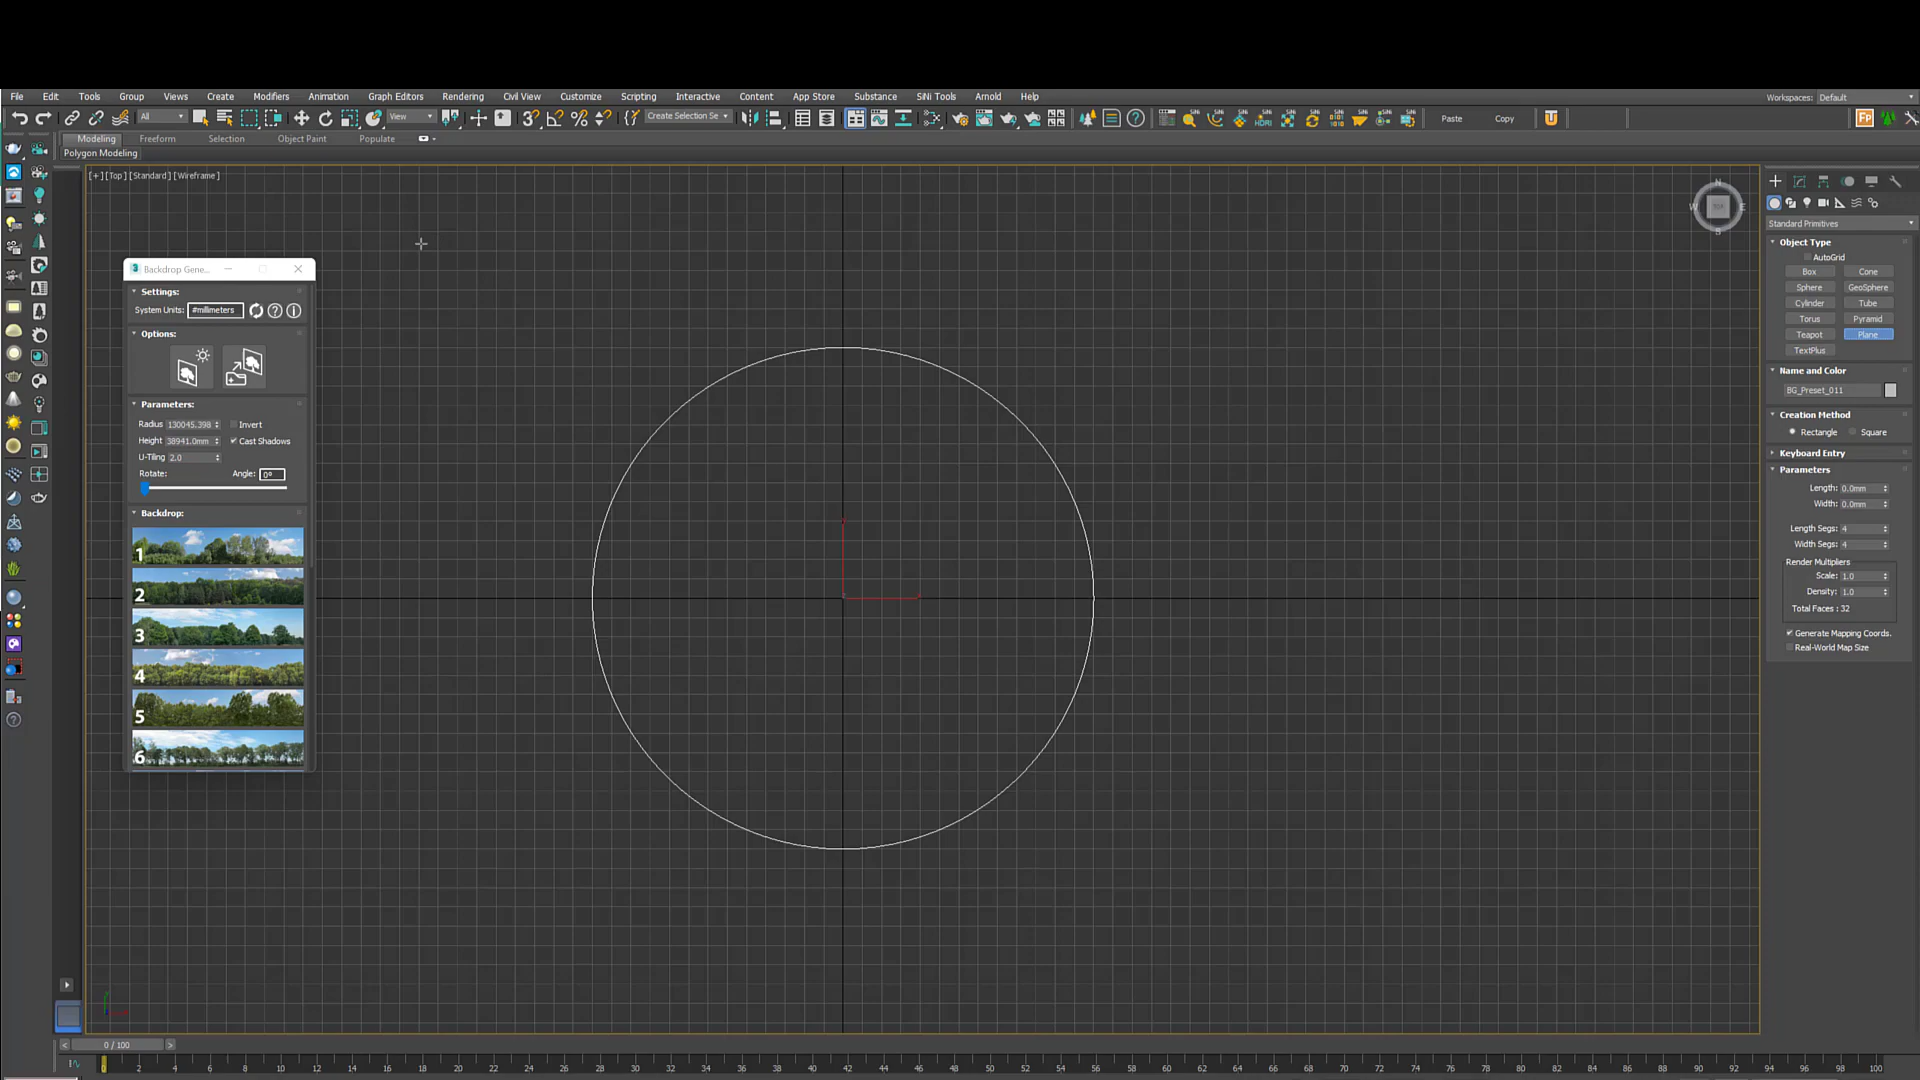 File Edit Tools Group Views Create Modifiers Animation Graph Editors Rendering Civil View Customize Scripting Interactive Content App Store Substance SiNi Tools Arnold Help Workspaces: Default
All View Create Selection Se Paste Copy Fp
Modeling Freeform Selection Object Paint Populate
Polygon Modeling
[+] [Top ] [Standard ] [Wireframe ]
N
W E
Standard Primitives
Object Type
AutoGrid
Box Cone
Sphere GeoSphere
Cylinder Tube
Torus Pyramid
Teapot Plane
TextPlus
Name and Color
BG_Preset_011
Creation Method
Rectangle Square
Keyboard Entry
Parameters
Length: 0.0mm
Width: 0.0mm
Length Segs: 4
Width Segs: 4
Render Multipliers
Scale: 1.0
Density: 1.0
Total Faces : 32
Generate Mapping Coords.
Real-World Map Size
Backdrop Gene...
Settings:
System Units: #millimeters
Options:
Parameters:
Radius 130045.398 Invert
Height 38941.0mm Cast Shadows
U-Tiling 2.0
Rotate: Angle: 0º
Backdrop:
1
2
3
4
5
6
0 / 100
0 2 4 6 8 10 12 14 16 18 20 22 24 26 28 30 32 34 36 38 40 42 44 46 48 50 52 54 56 58 60 62 64 66 68 70 72 74 76 78 80 82 84 86 88 90 92 94 96 98 100